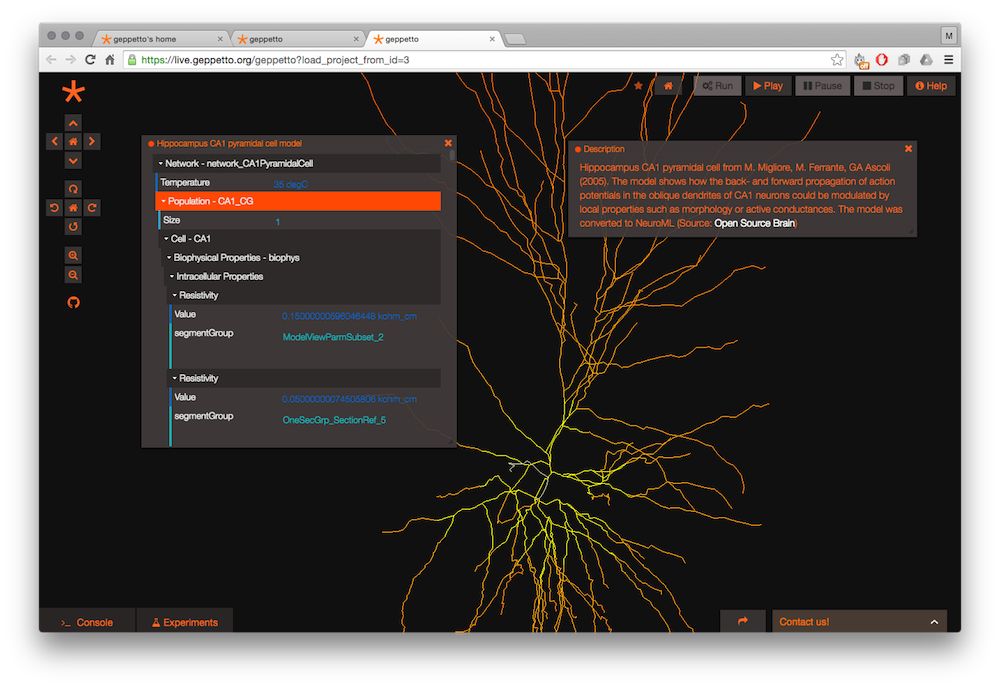 geppetto's home
geppetto
geppetto
M
https://live.geppetto.org/geppetto?load_project_from_id=3
off
Run
Play
Pause
Stop
Help
Hippocampus CA1 pyramidal cell model
Network - network_CA1PyramidalCell
Temperature 35 degC
Population - CA1_CG
Size 1
Cell - CA1
Biophysical Properties - biophys
Intracellular Properties
Resistivity
Value 0.15000000596046448 kohm_cm
segmentGroup ModelViewParmSubset_2
Resistivity
Value 0.05000000074505806 kohm_cm
segmentGroup OneSecGrp_SectionRef_5
Description
Hippocampus CA1 pyramidal cell from M. Migliore, M. Ferrante, GA Ascoli
(2005). The model shows how the back- and forward propagation of action
potentials in the oblique dendrites of CA1 neurons could be modulated by
local properties such as morphology or active conductances. The model was
converted to NeuroML (Source: Open Source Brain)
>_ Console
Experiments
Contact us!